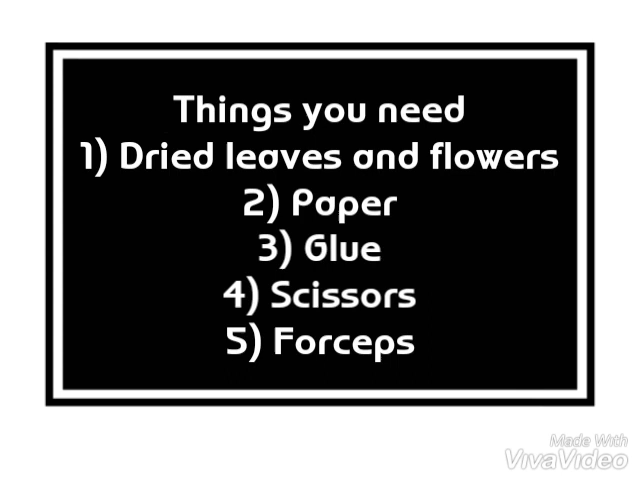 Things you need
1) Dried leaves and flowers
2) Paper
3) Glue
4) Scissors
5) Forceps
Made With
VivaVideo